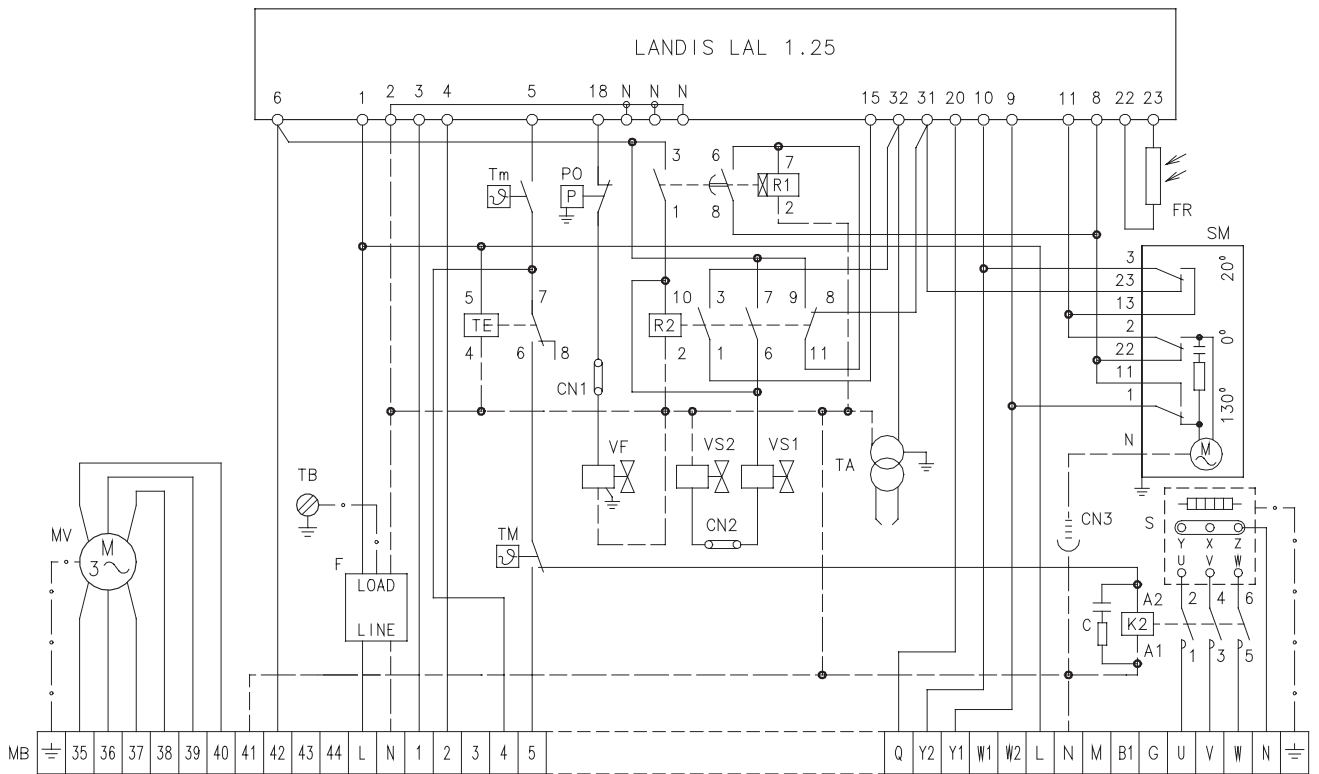 LANDIS LAL 1.25
6 1 2 3 4 5 18 N N N 15 32 31 20 10 9 11 8 22 23
3 6 7
Tm PO P R1
1 8 2 FR
SM
3 20°
23
5 7 10 3 7 9 8 13
TE R2 2 0°
4 6 8 2 1 6 11 22
11
CN1 1 130°
VF VS2 VS1 TA N M
TB CN2 CN3 S
MV TM Y X Z
M F U V W
3 LOAD A2 2 4 6
C K2
LINE A1 1 3 5
MB 35 36 37 38 39 40 41 42 43 44 L N 1 2 3 4 5 Q Y2 Y1 W1 W2 L N M B1 G U V W N